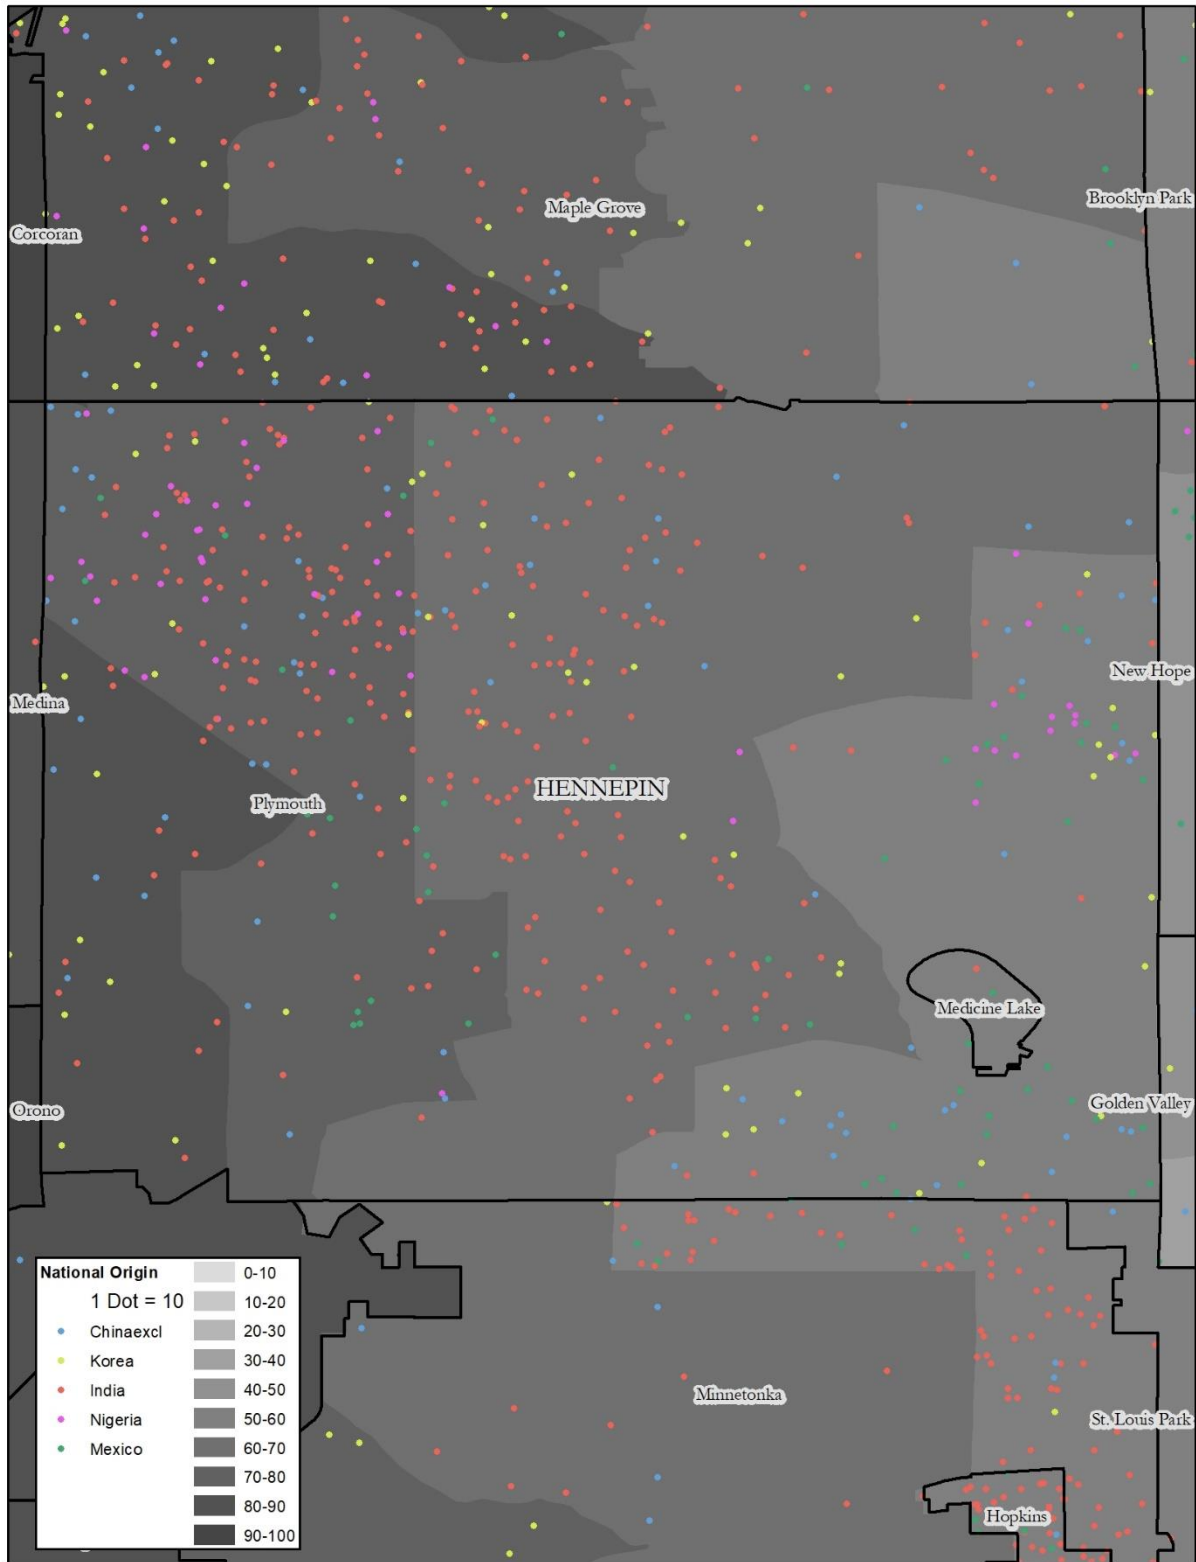 Maple Grove
Brooklyn Park
Corcoran
New Hope
Medina
HENNEPIN
Plymouth
Medicine Lake
Orono
Golden Valley
National Origin
1 Dot = 10
Chinaexcl
Korea
India
Nigeria
Mexico
0-10
10-20
20-30
30-40
40-50
50-60
60-70
70-80
80-90
90-100
Minnetonka
St. Louis Park
Hopkins